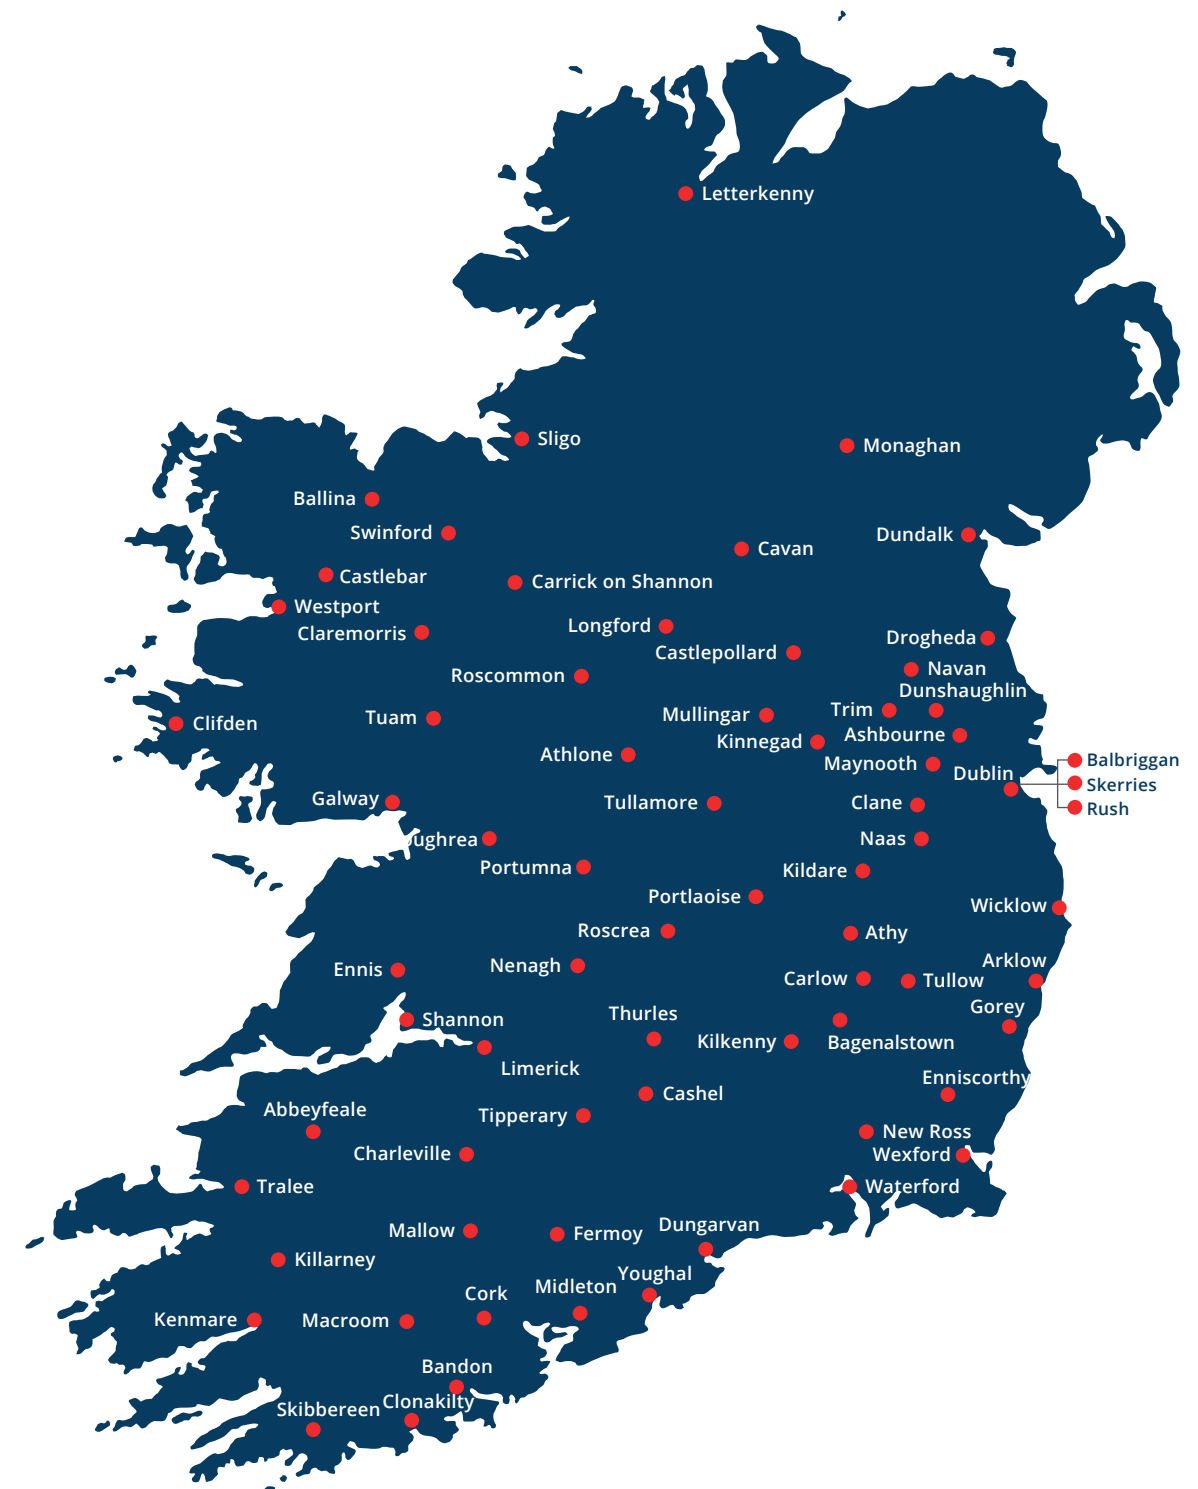 Letterkenny
Sligo
Monaghan
Ballina
Swinford
Dundalk
Cavan
Castlebar
Carrick on Shannon
Westport
Longford
Claremorris
Drogheda
Castlepollard
Navan
Roscommon
Dunshaughlin
Trim
Mullingar
Tuam
Clifden
Ashbourne
Kinnegad
Athlone
Balbriggan
Maynooth
Dublin
Skerries
Galway
Tullamore
Clane
Rush
oughrea
Naas
Portumna
Kildare
Portlaoise
Wicklow
Roscrea
Athy
Arklow
Ennis
Nenagh
Carlow
Tullow
Gorey
Thurles
Shannon
Kilkenny
Bagenalstown
Limerick
Enniscorthy
Cashel
Abbeyfeale
Tipperary
New Ross
Charleville
Wexford
Tralee
Waterford
Dungarvan
Mallow
Fermoy
Killarney
Youghal
Midleton
Cork
Kenmare
Macroom
Bandon
Clonakilty
Skibbereen